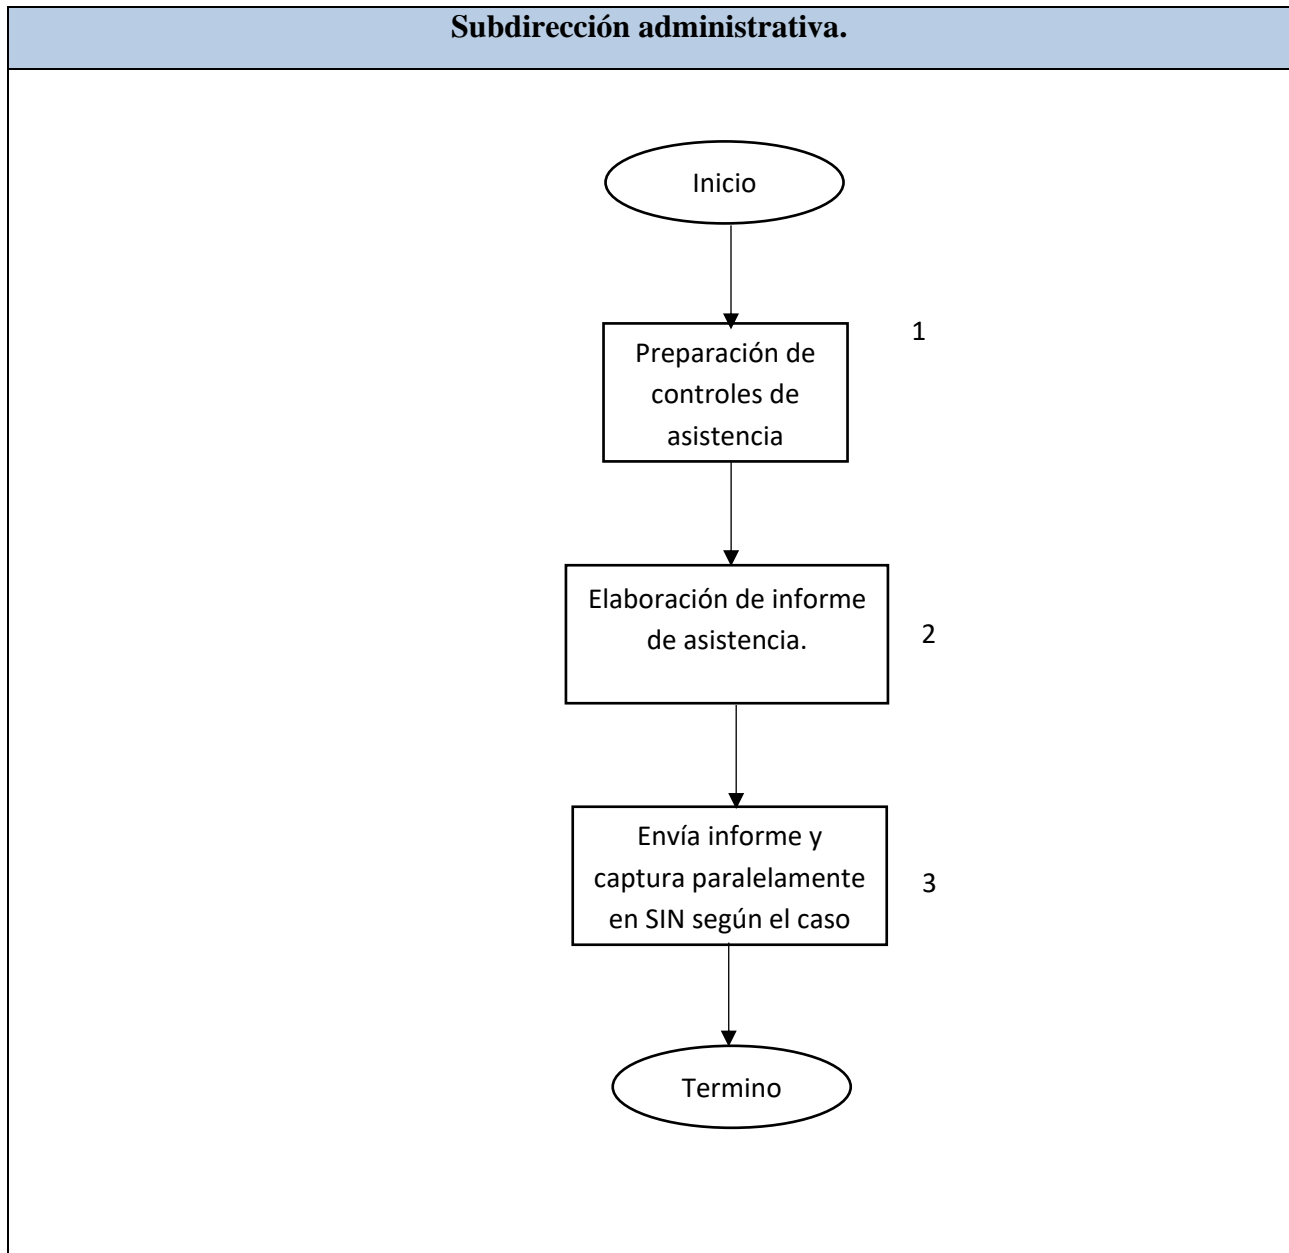 Subdirección administrativa.
Inicio
1
Preparación de
controles de
asistencia
Elaboración de informe
de asistencia.
2
Envía informe y
captura paralelamente
3
en SIN según el caso
Termino